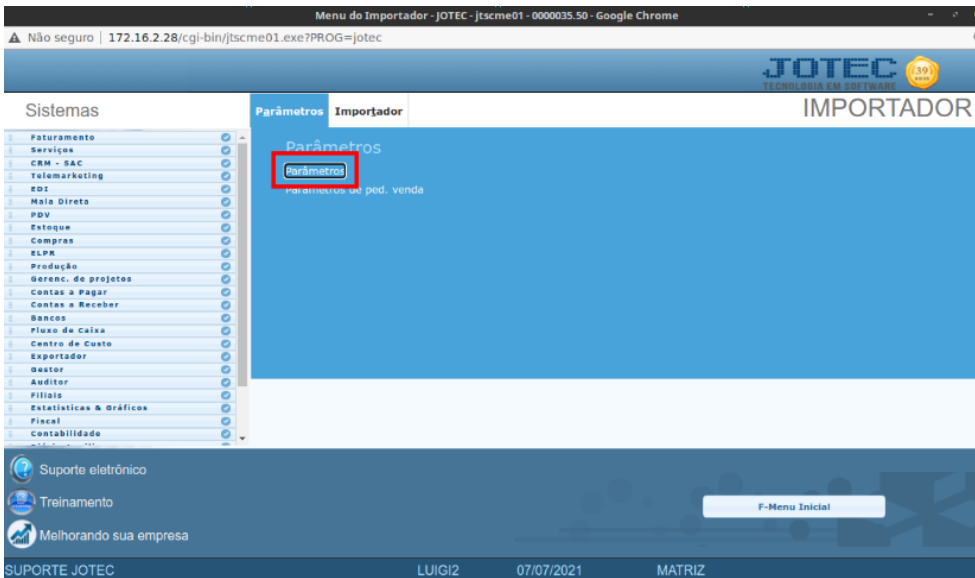 Menu do Importador - JOTEC - jtscme01 - 0000035.50 - Google Chrome
Não seguro | 172.16.2.28/cgi-bin/jtscme01.exe?PROG=jotec
JOTEC
39
TECNOLOGIA EM SOFTWARE
Sistemas
Parâmetros Importador
IMPORTADOR
Faturamento
Serviços
CRM - SAC
Telemarketing
EDI
Mala Direta
PDV
Estoque
Compras
ELPR
Produção
Gerenc. de projetos
Contas a Pagar
Contas a Receber
Bancos
Fluxo de Caixa
Centro de Custo
Exportador
Gestor
Auditor
Filiais
Estatísticas & Gráficos
Fiscal
Contabilidade
Parâmetros
Parâmetros
Parâmetros de ped. venda
Suporte eletrônico
Treinamento
Melhorando sua empresa
F-Menu Inicial
SUPORTE JOTEC LUIGI2 07/07/2021 MATRIZ